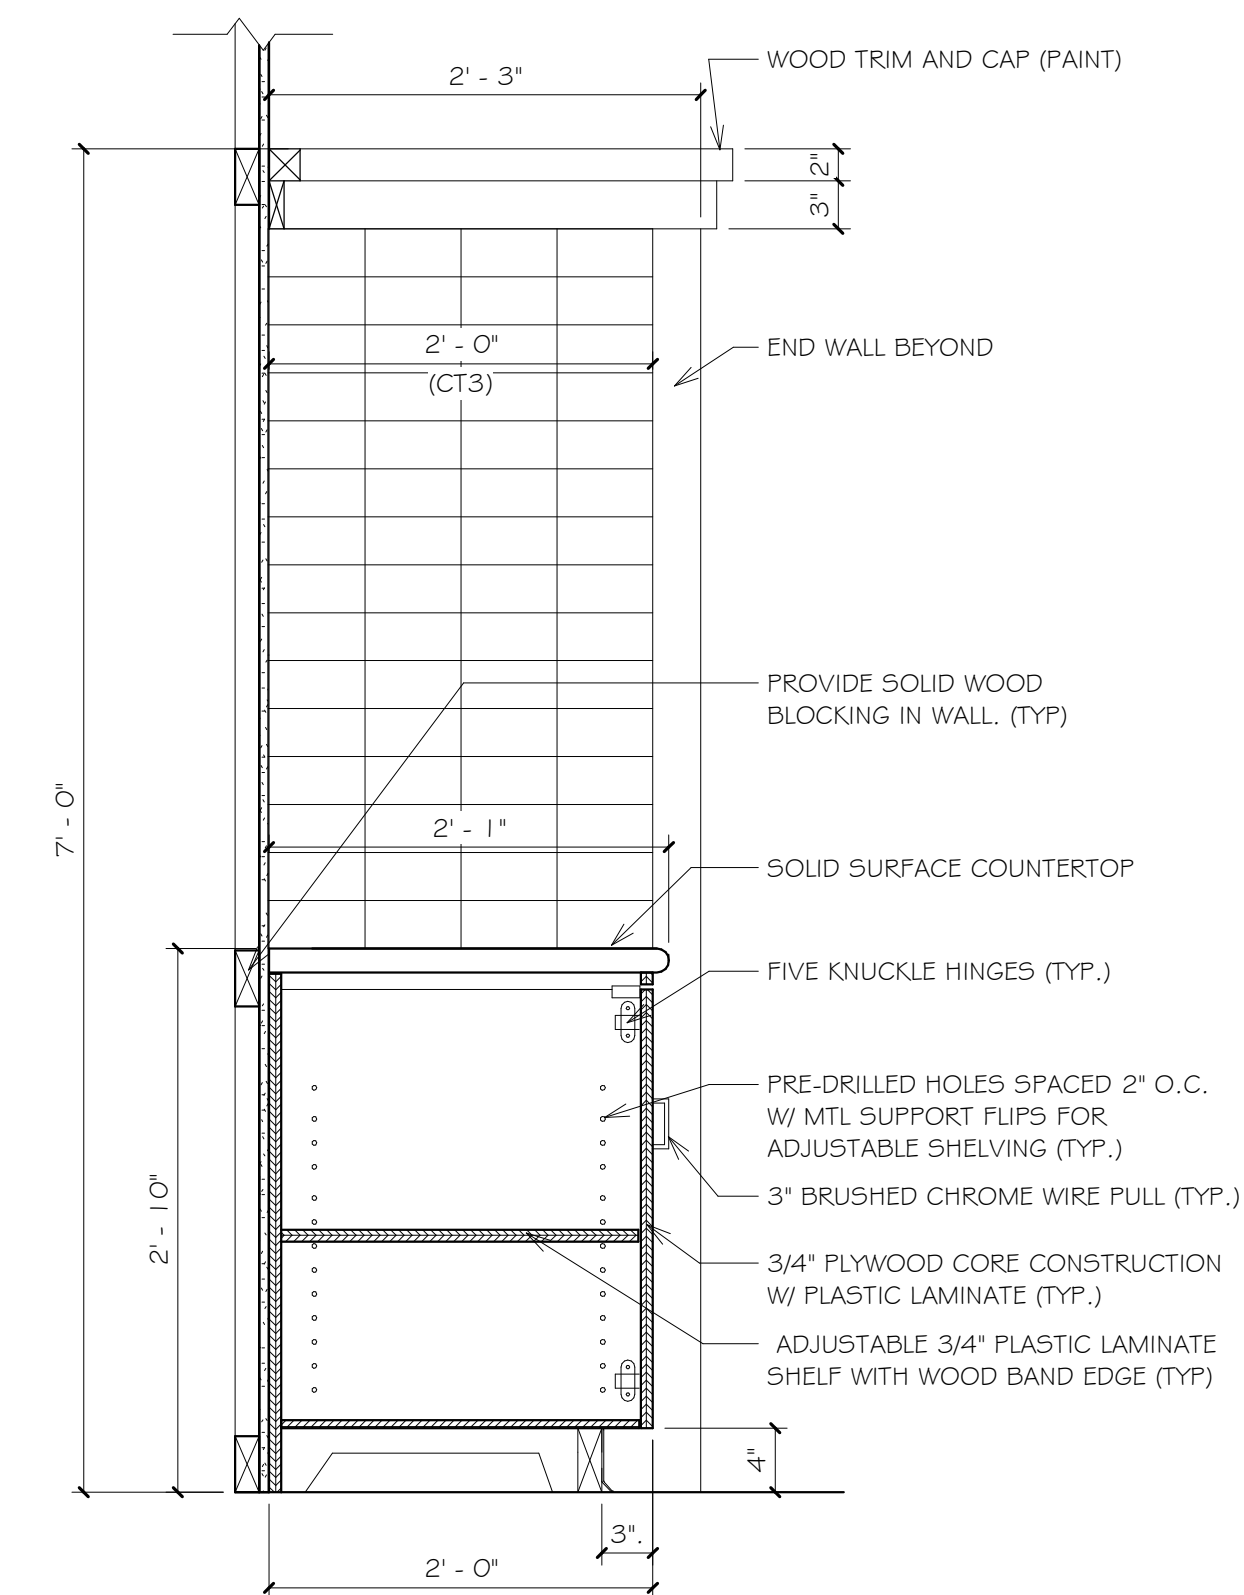 WOOD TRIM AND CAP (PAINT)
2' - 3"
2"
3"
2' - 0"
(CT3)
END WALL BEYOND
PROVIDE SOLID WOOD
BLOCKING IN WALL. (TYP)
7' - 0"
2' - 1"
SOLID SURFACE COUNTERTOP
FIVE KNUCKLE HINGES (TYP.)
PRE-DRILLED HOLES SPACED 2" O.C.
W/ MTL SUPPORT FLIPS FOR
ADJUSTABLE SHELVING (TYP.)
3" BRUSHED CHROME WIRE PULL (TYP.)
2' - 10"
3/4" PLYWOOD CORE CONSTRUCTION
W/ PLASTIC LAMINATE (TYP.)
ADJUSTABLE 3/4" PLASTIC LAMINATE
SHELF WITH WOOD BAND EDGE (TYP)
4"
3".
2' - 0"